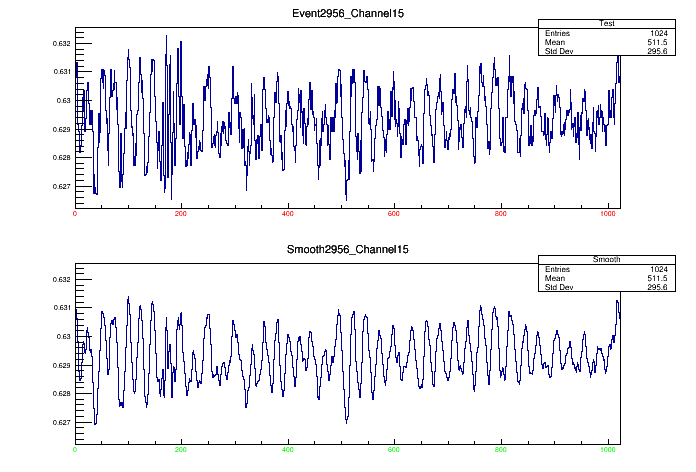 Event2956_Channel15
Test
Entries 1024
Mean 511.5
Std Dev 295.6
0.632
0.631
0.63
0.629
0.628
0.627
0 200 400 600 800 1000
Smooth2956_Channel15
Smooth
Entries 1024
Mean 511.5
Std Dev 295.6
0.632
0.631
0.63
0.629
0.628
0.627
0 200 400 600 800 1000